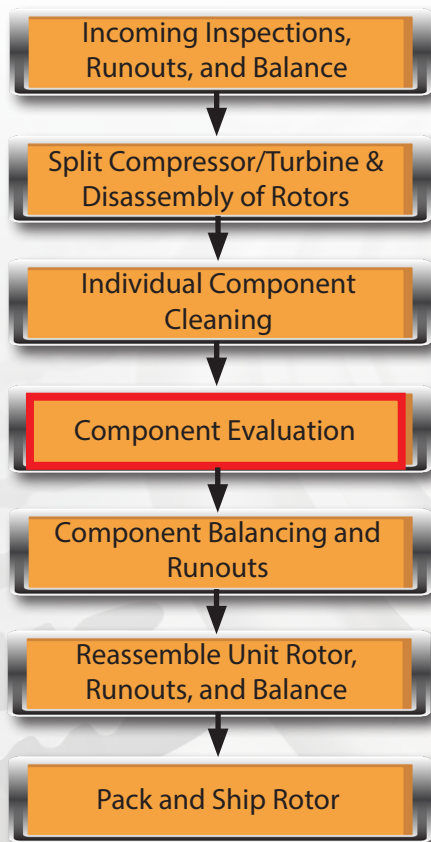 Incoming Inspections,
Runouts, and Balance
Split Compressor/Turbine &
Disassembly of Rotors
Individual Component
Cleaning
Component Evaluation
Component Balancing and
Runouts
Reassemble Unit Rotor,
Runouts, and Balance
Pack and Ship Rotor